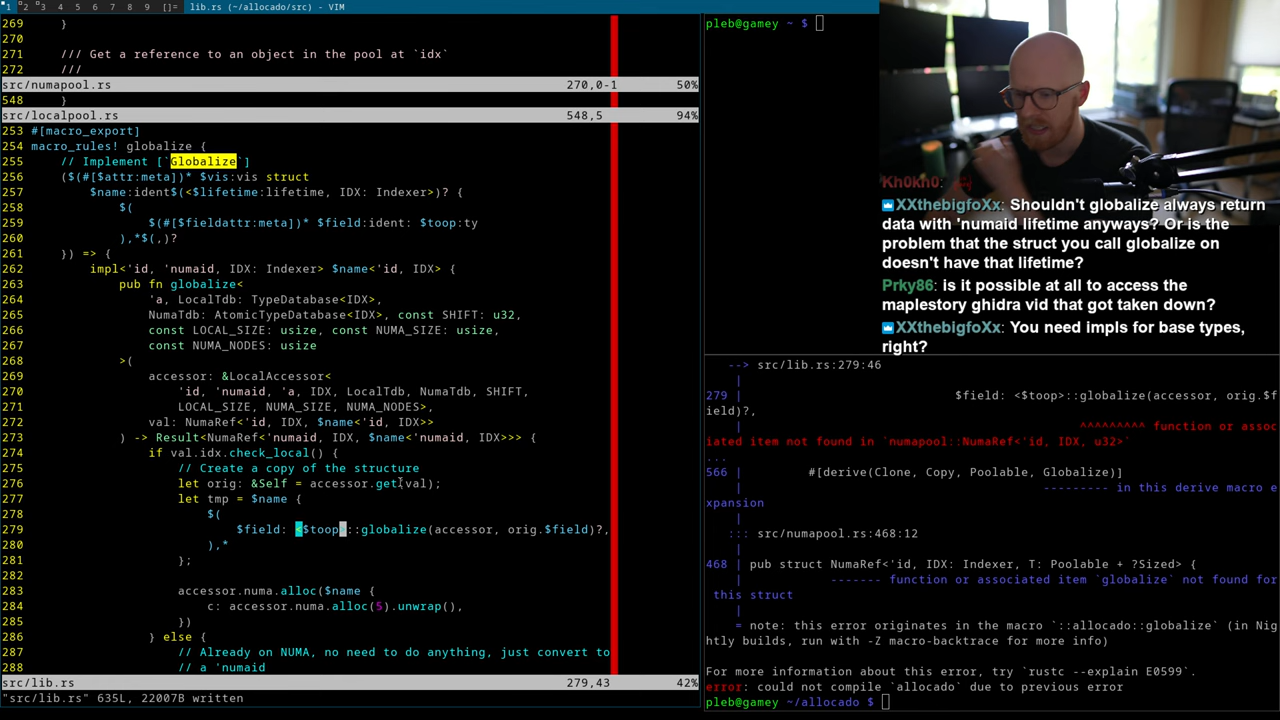 1 2 3 4 5 6 7 8 9 []= lib.rs (~/allocado/src) - VIM
269     }
270
271     /// Get a reference to an object in the pool at `idx`
272     ///
src/numapool.rs 270,0-1 50%
548     }
src/localpool.rs 548,5 94%
253 #[macro_export]
254 macro_rules! globalize {
255     // Implement [`Globalize`]
256     ($(#[$attr:meta])* $vis:vis struct
257         $name:ident$(<$lifetime:lifetime, IDX: Indexer>)? {
258             $(
259                 $(#[$fieldattr:meta])* $field:ident: $toop:ty
260             ),*$(,)?
261     }) => {
262         impl<'id, 'numaid, IDX: Indexer> $name<'id, IDX> {
263             pub fn globalize<
264                 'a, LocalTdb: TypeDatabase<IDX>,
265                 NumaTdb: AtomicTypeDatabase<IDX>, const SHIFT: u32,
266                 const LOCAL_SIZE: usize, const NUMA_SIZE: usize,
267                 const NUMA_NODES: usize
268             >(
269                 accessor: &LocalAccessor<
270                     'id, 'numaid, 'a, IDX, LocalTdb, NumaTdb, SHIFT,
271                     LOCAL_SIZE, NUMA_SIZE, NUMA_NODES>,
272                 val: NumaRef<'id, IDX, $name<'id, IDX>>
273             ) -> Result<NumaRef<'numaid, IDX, $name<'numaid, IDX>>> {
274                 if val.idx.check_local() {
275                     // Create a copy of the structure
276                     let orig: &Self = accessor.get(val);
277                     let tmp = $name {
278                         $(
279                             $field: <$toop>::globalize(accessor, orig.$field)?,
280                         ),*
281                     };
282
283                     accessor.numa.alloc($name {
284                         c: accessor.numa.alloc(5).unwrap(),
285                     })
286                 } else {
287                     // Already on NUMA, no need to do anything, just convert to
288                     // a 'numaid
src/lib.rs 279,43 42%
"src/lib.rs" 635L, 22007B written
pleb@gamey ~ $
Kh0kh0:
XXthebigfoXx: Shouldn't globalize always return
data with 'numaid lifetime anyways? Or is the
problem that the struct you call globalize on
doesn't have that lifetime?
Prky86: is it possible at all to access the
maplestory ghidra vid that got taken down?
XXthebigfoXx: You need impls for base types,
right?
--> src/lib.rs:279:46
|
279 | $field: <$toop>::globalize(accessor, orig.$f
ield)?,
| ^^^^^^^^^ function or assoc
iated item not found in `numapool::NumaRef<'id, IDX, u32>`
...
566 | #[derive(Clone, Copy, Poolable, Globalize)]
| --------- in this derive macro e
xpansion
|
::: src/numapool.rs:468:12
|
468 | pub struct NumaRef<'id, IDX: Indexer, T: Poolable + ?Sized> {
| ------- function or associated item `globalize` not found for
this struct
|
= note: this error originates in the macro `::allocado::globalize` (in Nig
htly builds, run with -Z macro-backtrace for more info)
For more information about this error, try `rustc --explain E0599`.
error: could not compile `allocado` due to previous error
pleb@gamey ~/allocado $